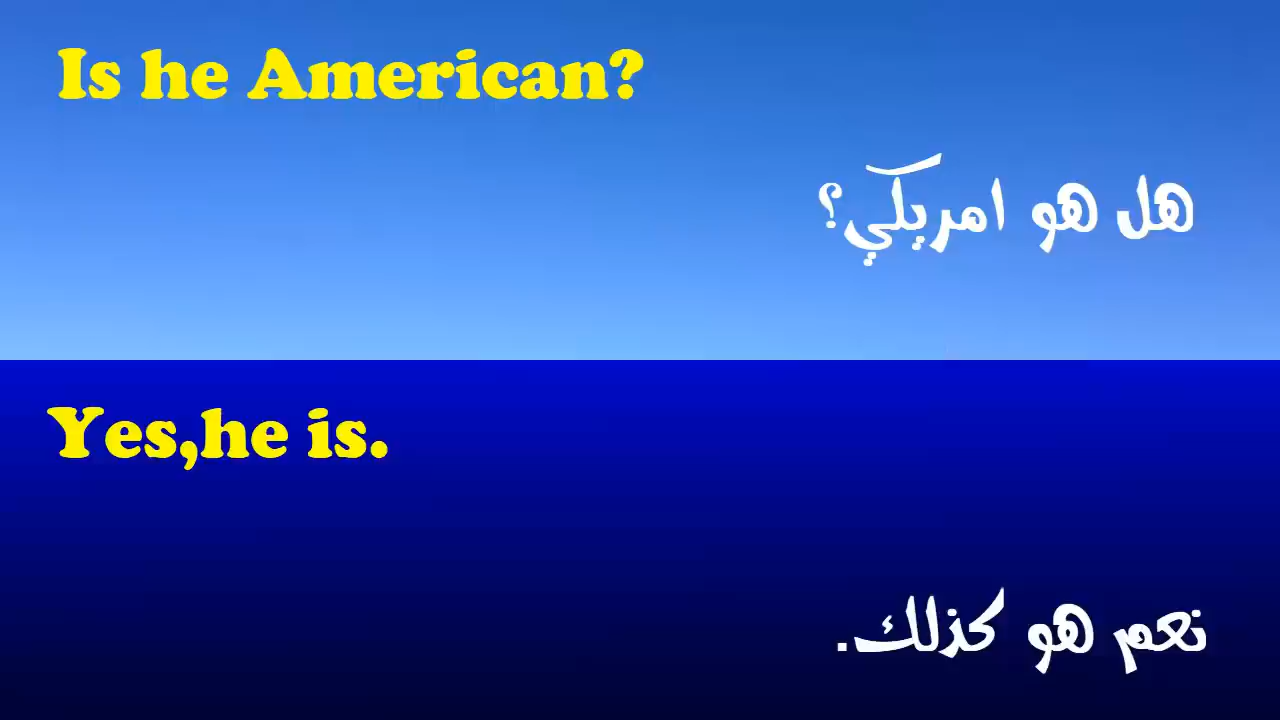 Is he American?
هل هو امريكي؟
Yes,he is.
نعم هو كذلك.